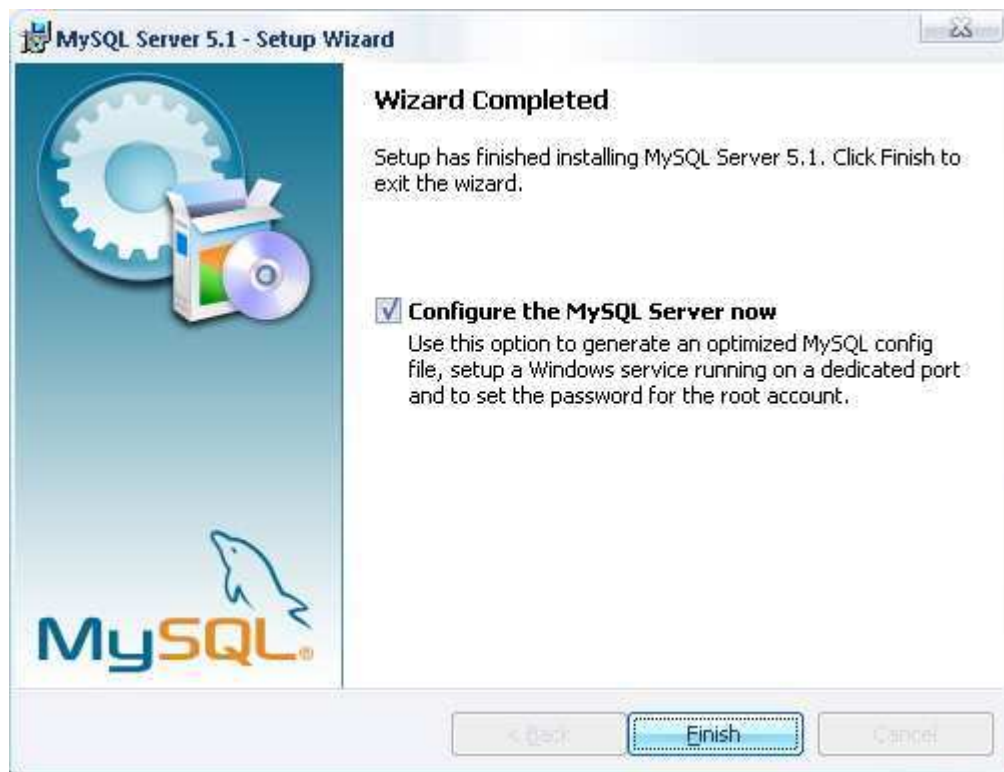 MySQL Server 5.1 - Setup Wizard
Wizard Completed
Setup has finished installing MySQL Server 5.1. Click Finish to
exit the wizard.
Configure the MySQL Server now
Use this option to generate an optimized MySQL config
file, setup a Windows service running on a dedicated port
and to set the password for the root account.
MySQL®
< Back
Finish
Cancel